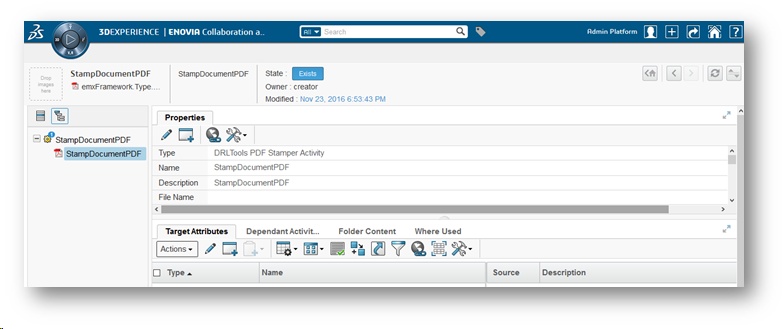 3DEXPERIENCE | ENOVIA Collaboration a.. All Search Admin Platform
Drop images here
StampDocumentPDF
emxFramework.Type....
StampDocumentPDF
State : Exists
Owner : creator
Modified : Nov 23, 2016 6:53:43 PM
StampDocumentPDF
StampDocumentPDF
Properties
Type DRLTools PDF Stamper Activity
Name StampDocumentPDF
Description StampDocumentPDF
File Name
Target Attributes Dependant Activit... Folder Content Where Used
Actions
Type Name Source Description